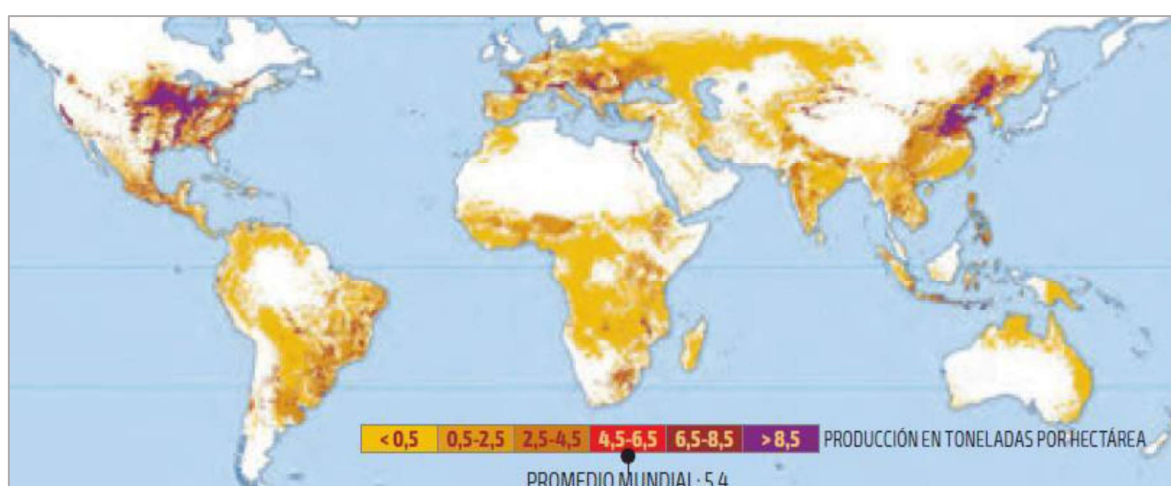 < 0,5 0,5-2,5 2,5-4,5 4,5-6,5 6,5-8,5 > 8,5 PRODUCCIÓN EN TONELADAS POR HECTÁREA
PROMEDIO MUNDIAL: 5,4